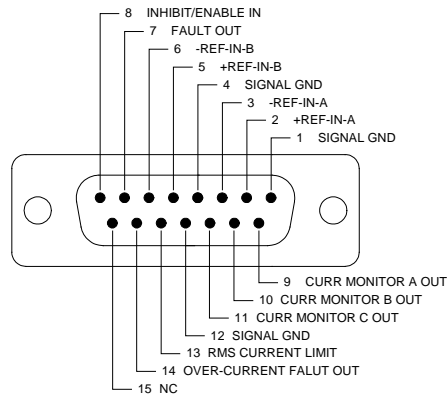 8 INHIBIT/ENABLE IN
7 FAULT OUT
6 -REF-IN-B
5 +REF-IN-B
4 SIGNAL GND
3 -REF-IN-A
2 +REF-IN-A
1 SIGNAL GND
9 CURR MONITOR A OUT
10 CURR MONITOR B OUT
11 CURR MONITOR C OUT
12 SIGNAL GND
13 RMS CURRENT LIMIT
14 OVER-CURRENT FALUT OUT
15 NC